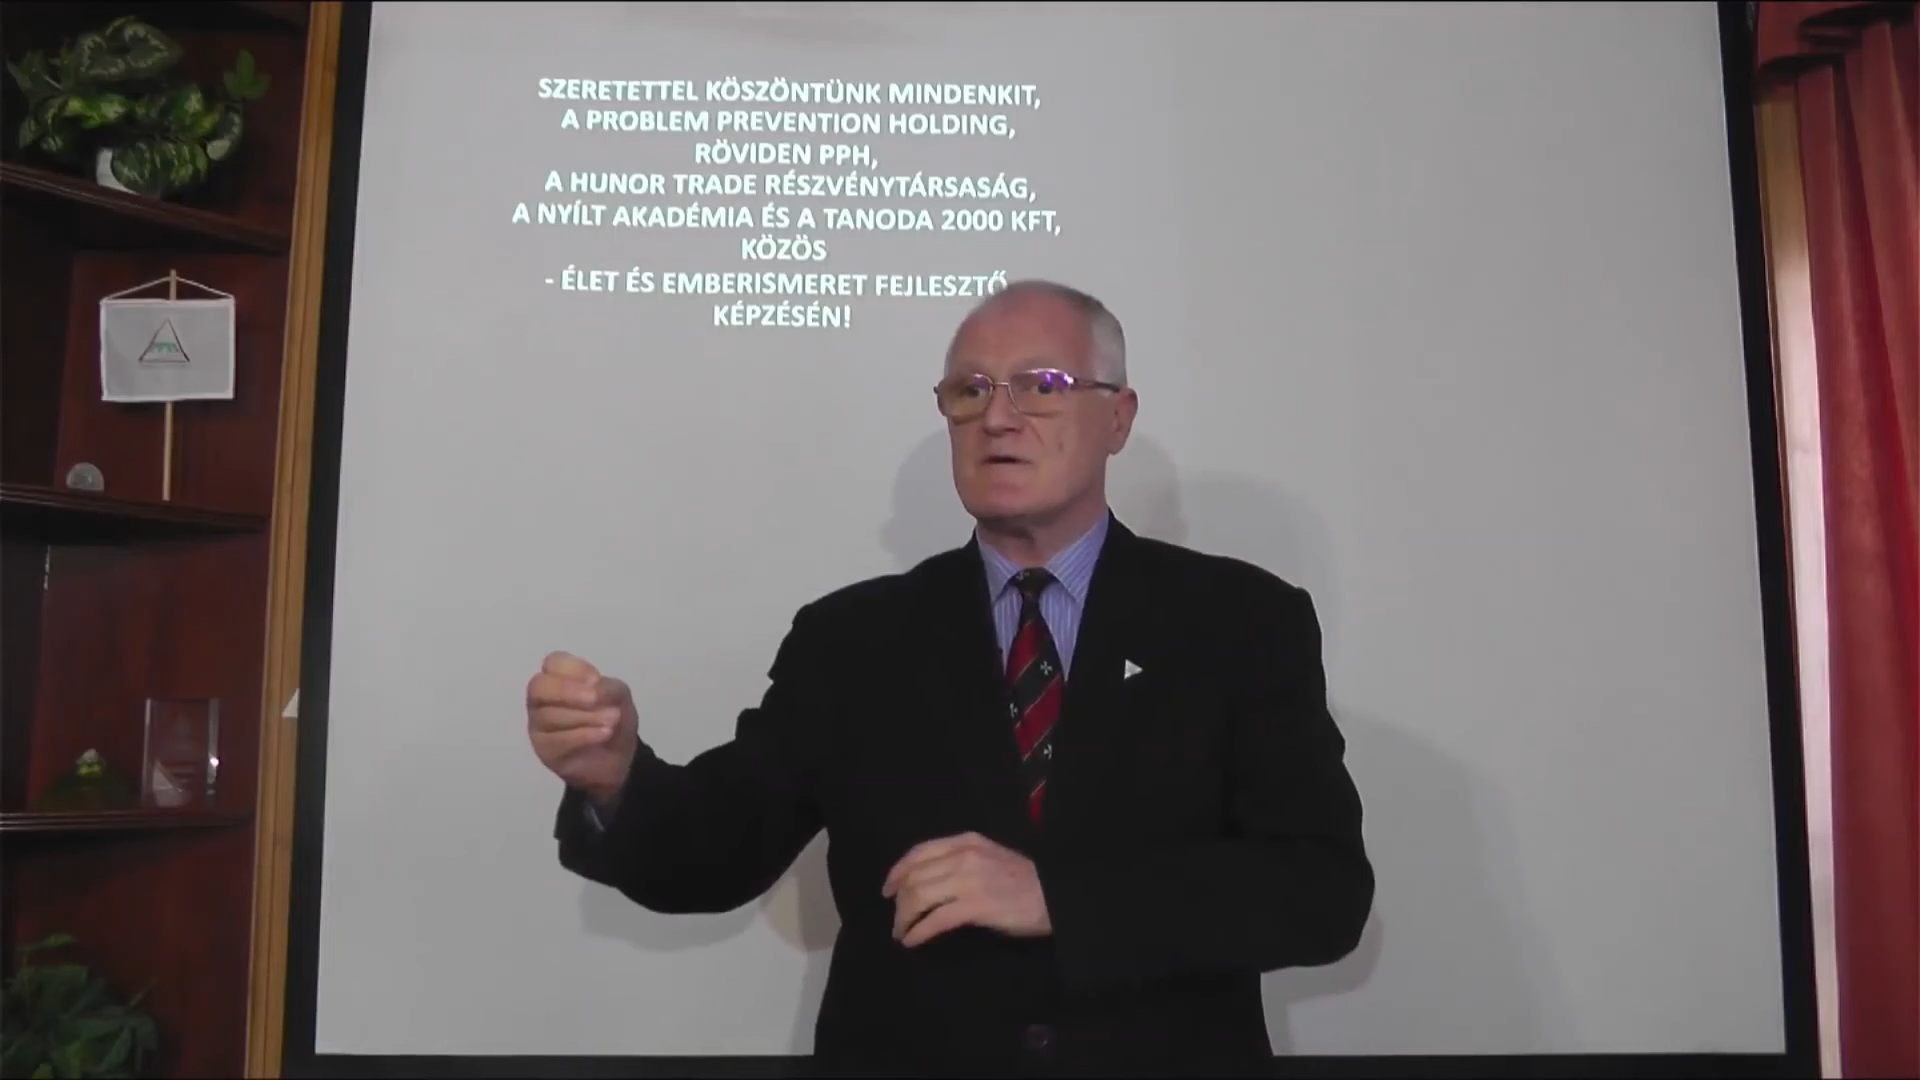 SZERETETTEL KÖSZÖNTÜNK MINDENKIT,
A PROBLEM PREVENTION HOLDING,
RÖVIDEN PPH,
A HUNOR TRADE RÉSZVÉNYTÁRSASÁG,
A NYÍLT AKADÉMIA ÉS A TANODA 2000 KFT,
KÖZÖS
- ÉLET ÉS EMBERISMERET FEJLESZTŐ
KÉPZÉSÉN!